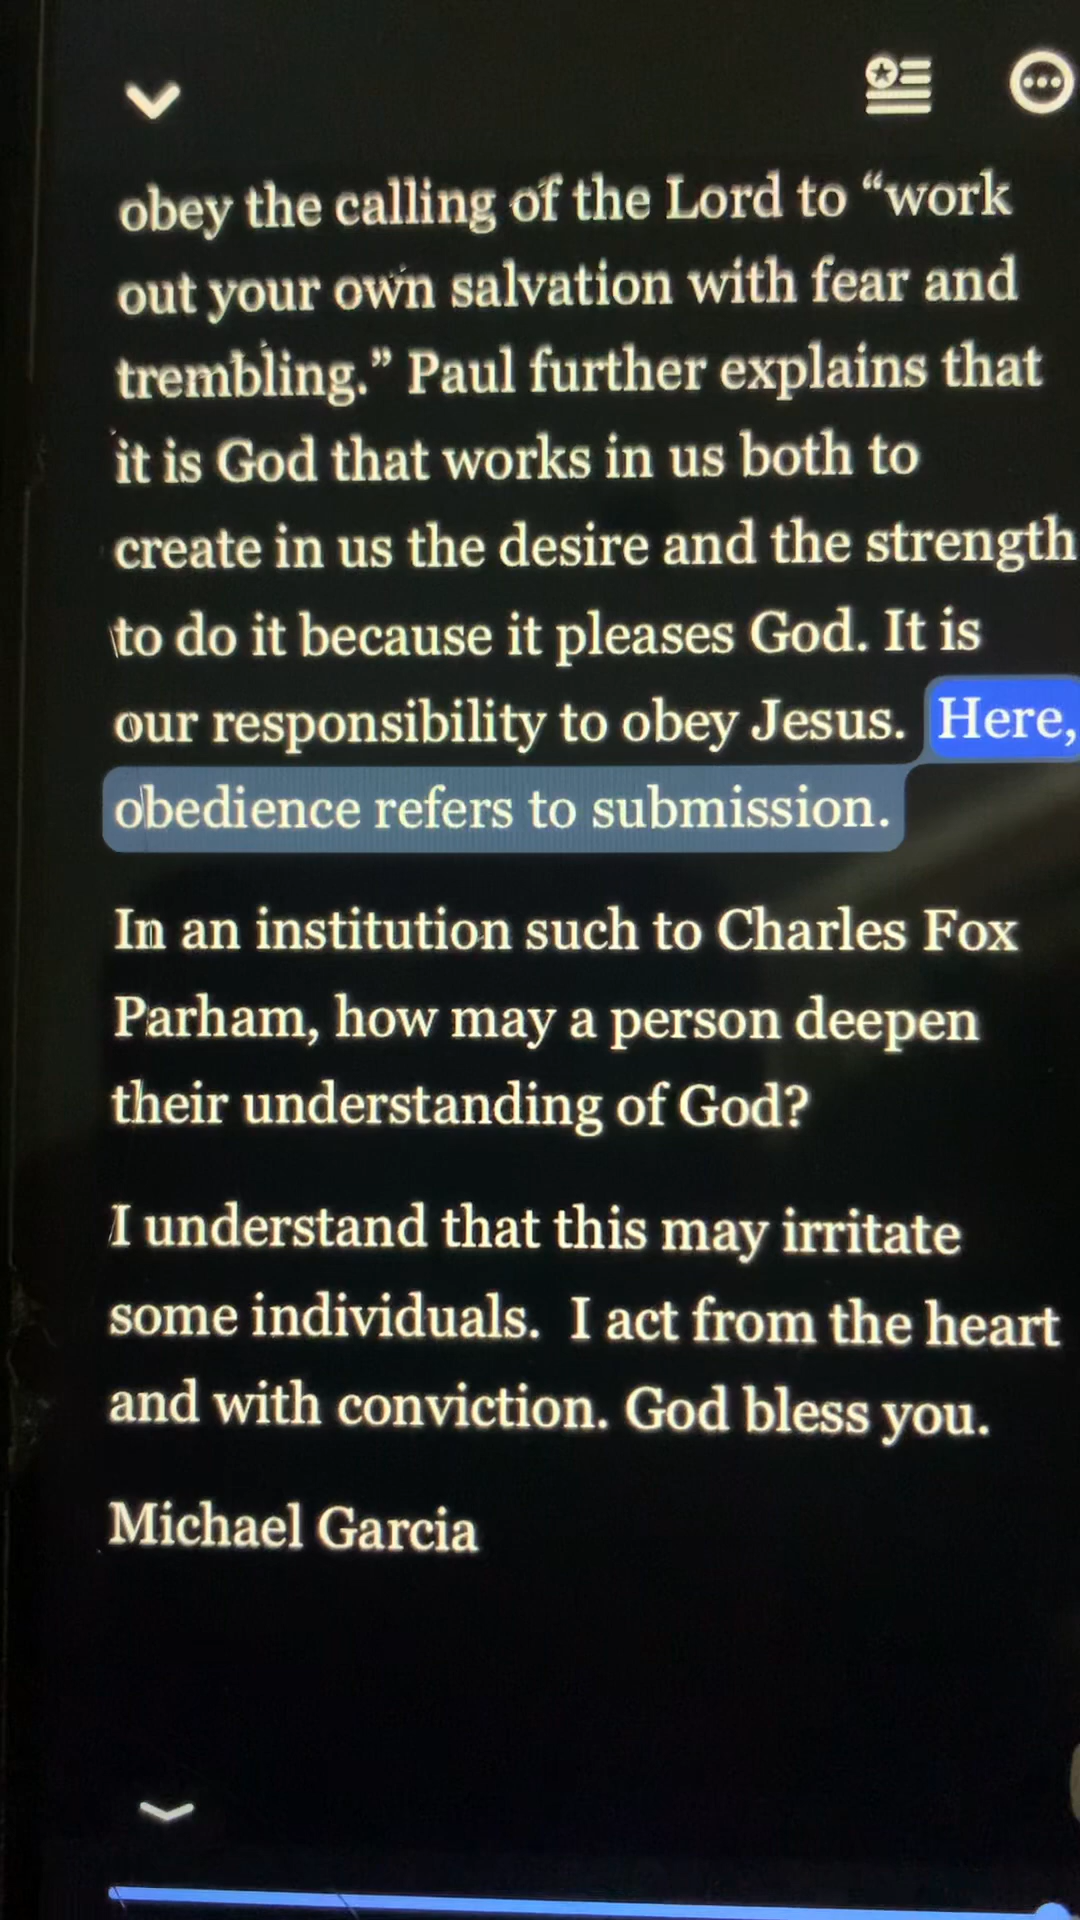 obey the calling of the Lord to “work
out your own salvation with fear and
trembling.” Paul further explains that
it is God that works in us both to
create in us the desire and the strength
to do it because it pleases God. It is
our responsibility to obey Jesus. Here,
obedience refers to submission.
In an institution such to Charles Fox
Parham, how may a person deepen
their understanding of God?
I understand that this may irritate
some individuals. I act from the heart
and with conviction. God bless you.
Michael Garcia